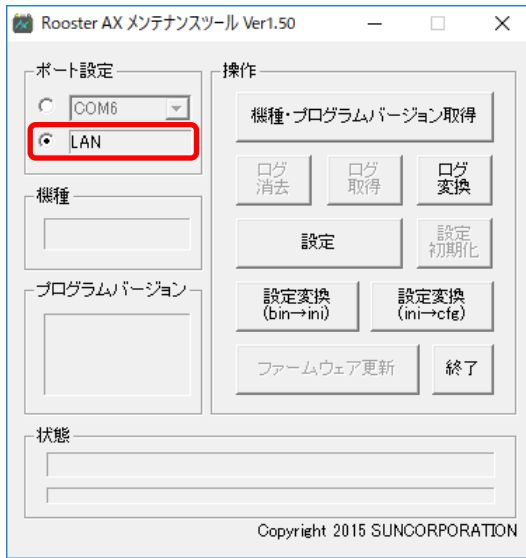 Rooster AX メンテナンスツール Ver1.50
ポート設定
COM6
LAN
機種
プログラムバージョン
操作
機種・プログラムバージョン取得
ログ
消去
ログ
取得
ログ
変換
設定
設定
初期化
設定変換
(bin→ini)
設定変換
(ini→cfg)
ファームウェア更新
終了
状態
Copyright 2015 SUNCORPORATION